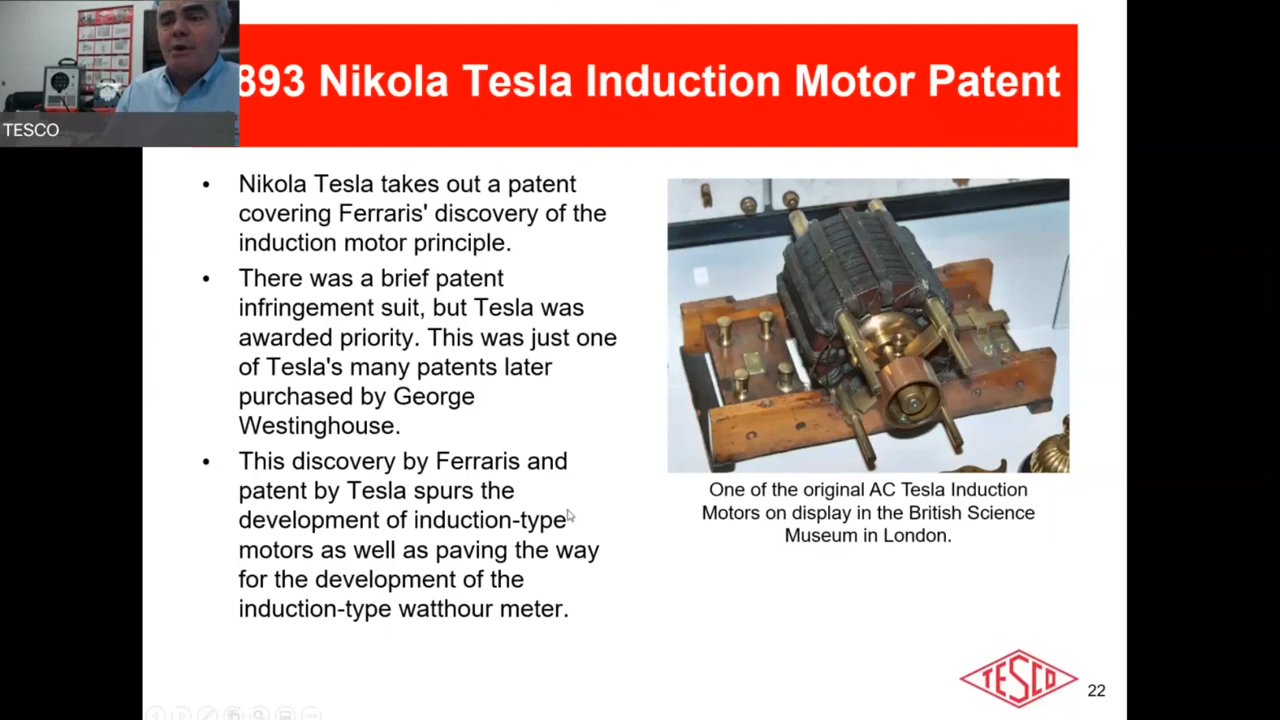 893 Nikola Tesla Induction Motor Patent
TESCO
• Nikola Tesla takes out a patent
covering Ferraris' discovery of the
induction motor principle.
• There was a brief patent
infringement suit, but Tesla was
awarded priority. This was just one
of Tesla's many patents later
purchased by George
Westinghouse.
• This discovery by Ferraris and
patent by Tesla spurs the
development of induction-type
motors as well as paving the way
for the development of the
induction-type watthour meter.
One of the original AC Tesla Induction
Motors on display in the British Science
Museum in London.
TESCO
22